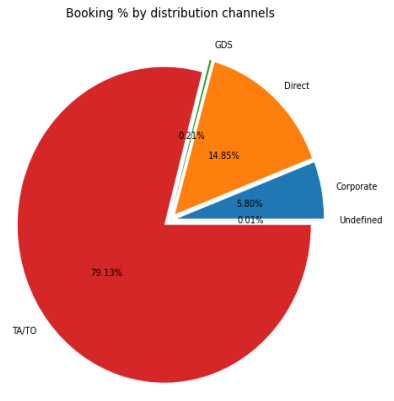 Booking % by distribution channels
GDS
Direct
0.21%
14.85%
Corporate
5.80%
0.01%
Undefined
79.13%
TA/TO